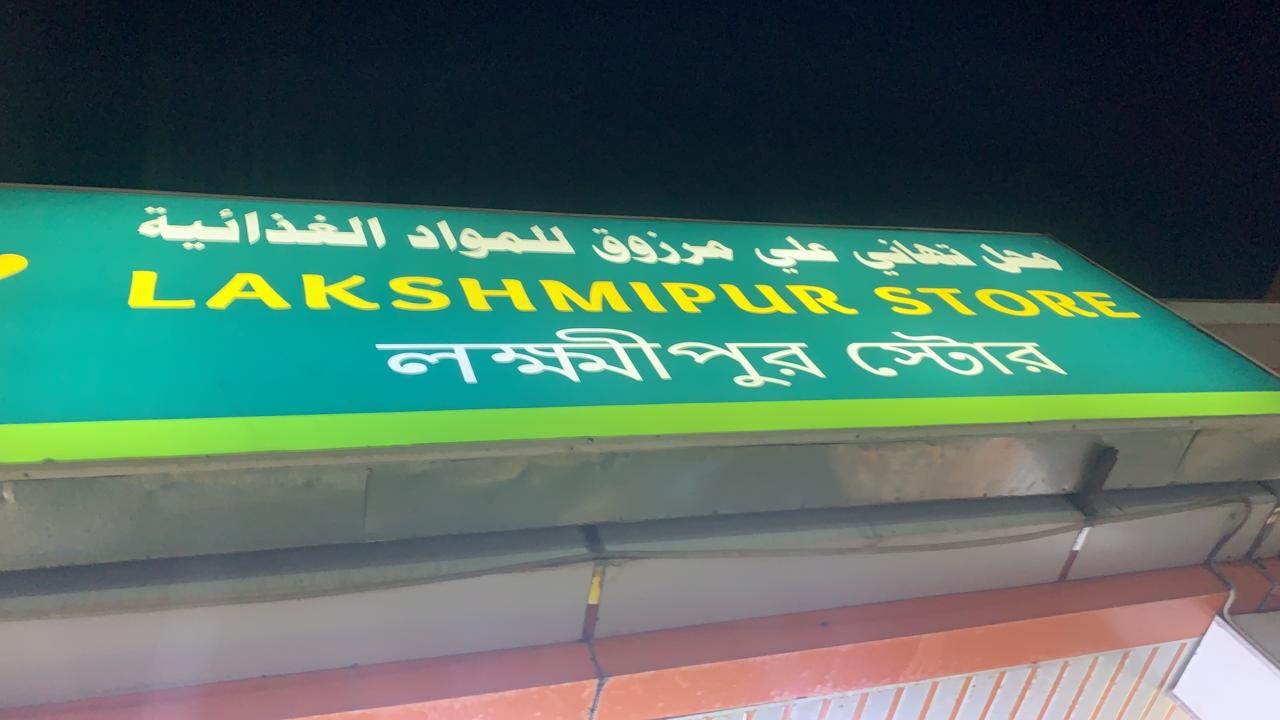 محل تهاني علي مرزوق للمواد الغذائية
LAKSHMIPUR STORE
লক্ষ্মীপুর স্টোর